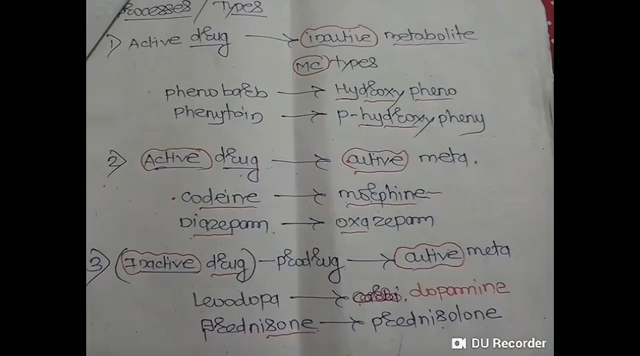 Processes / Types
1) Active drug → inactive metabolite
MC types
phenobarb → Hydroxy pheno
Phenytoin → p-hydroxy pheny
2) Active drug → active meta.
Codeine → morphine
Diazepam → oxazepam
3) (Inactive drug) - prodrug → active meta
Levodopa → dopamine
prednisone → prednisolone
DU Recorder